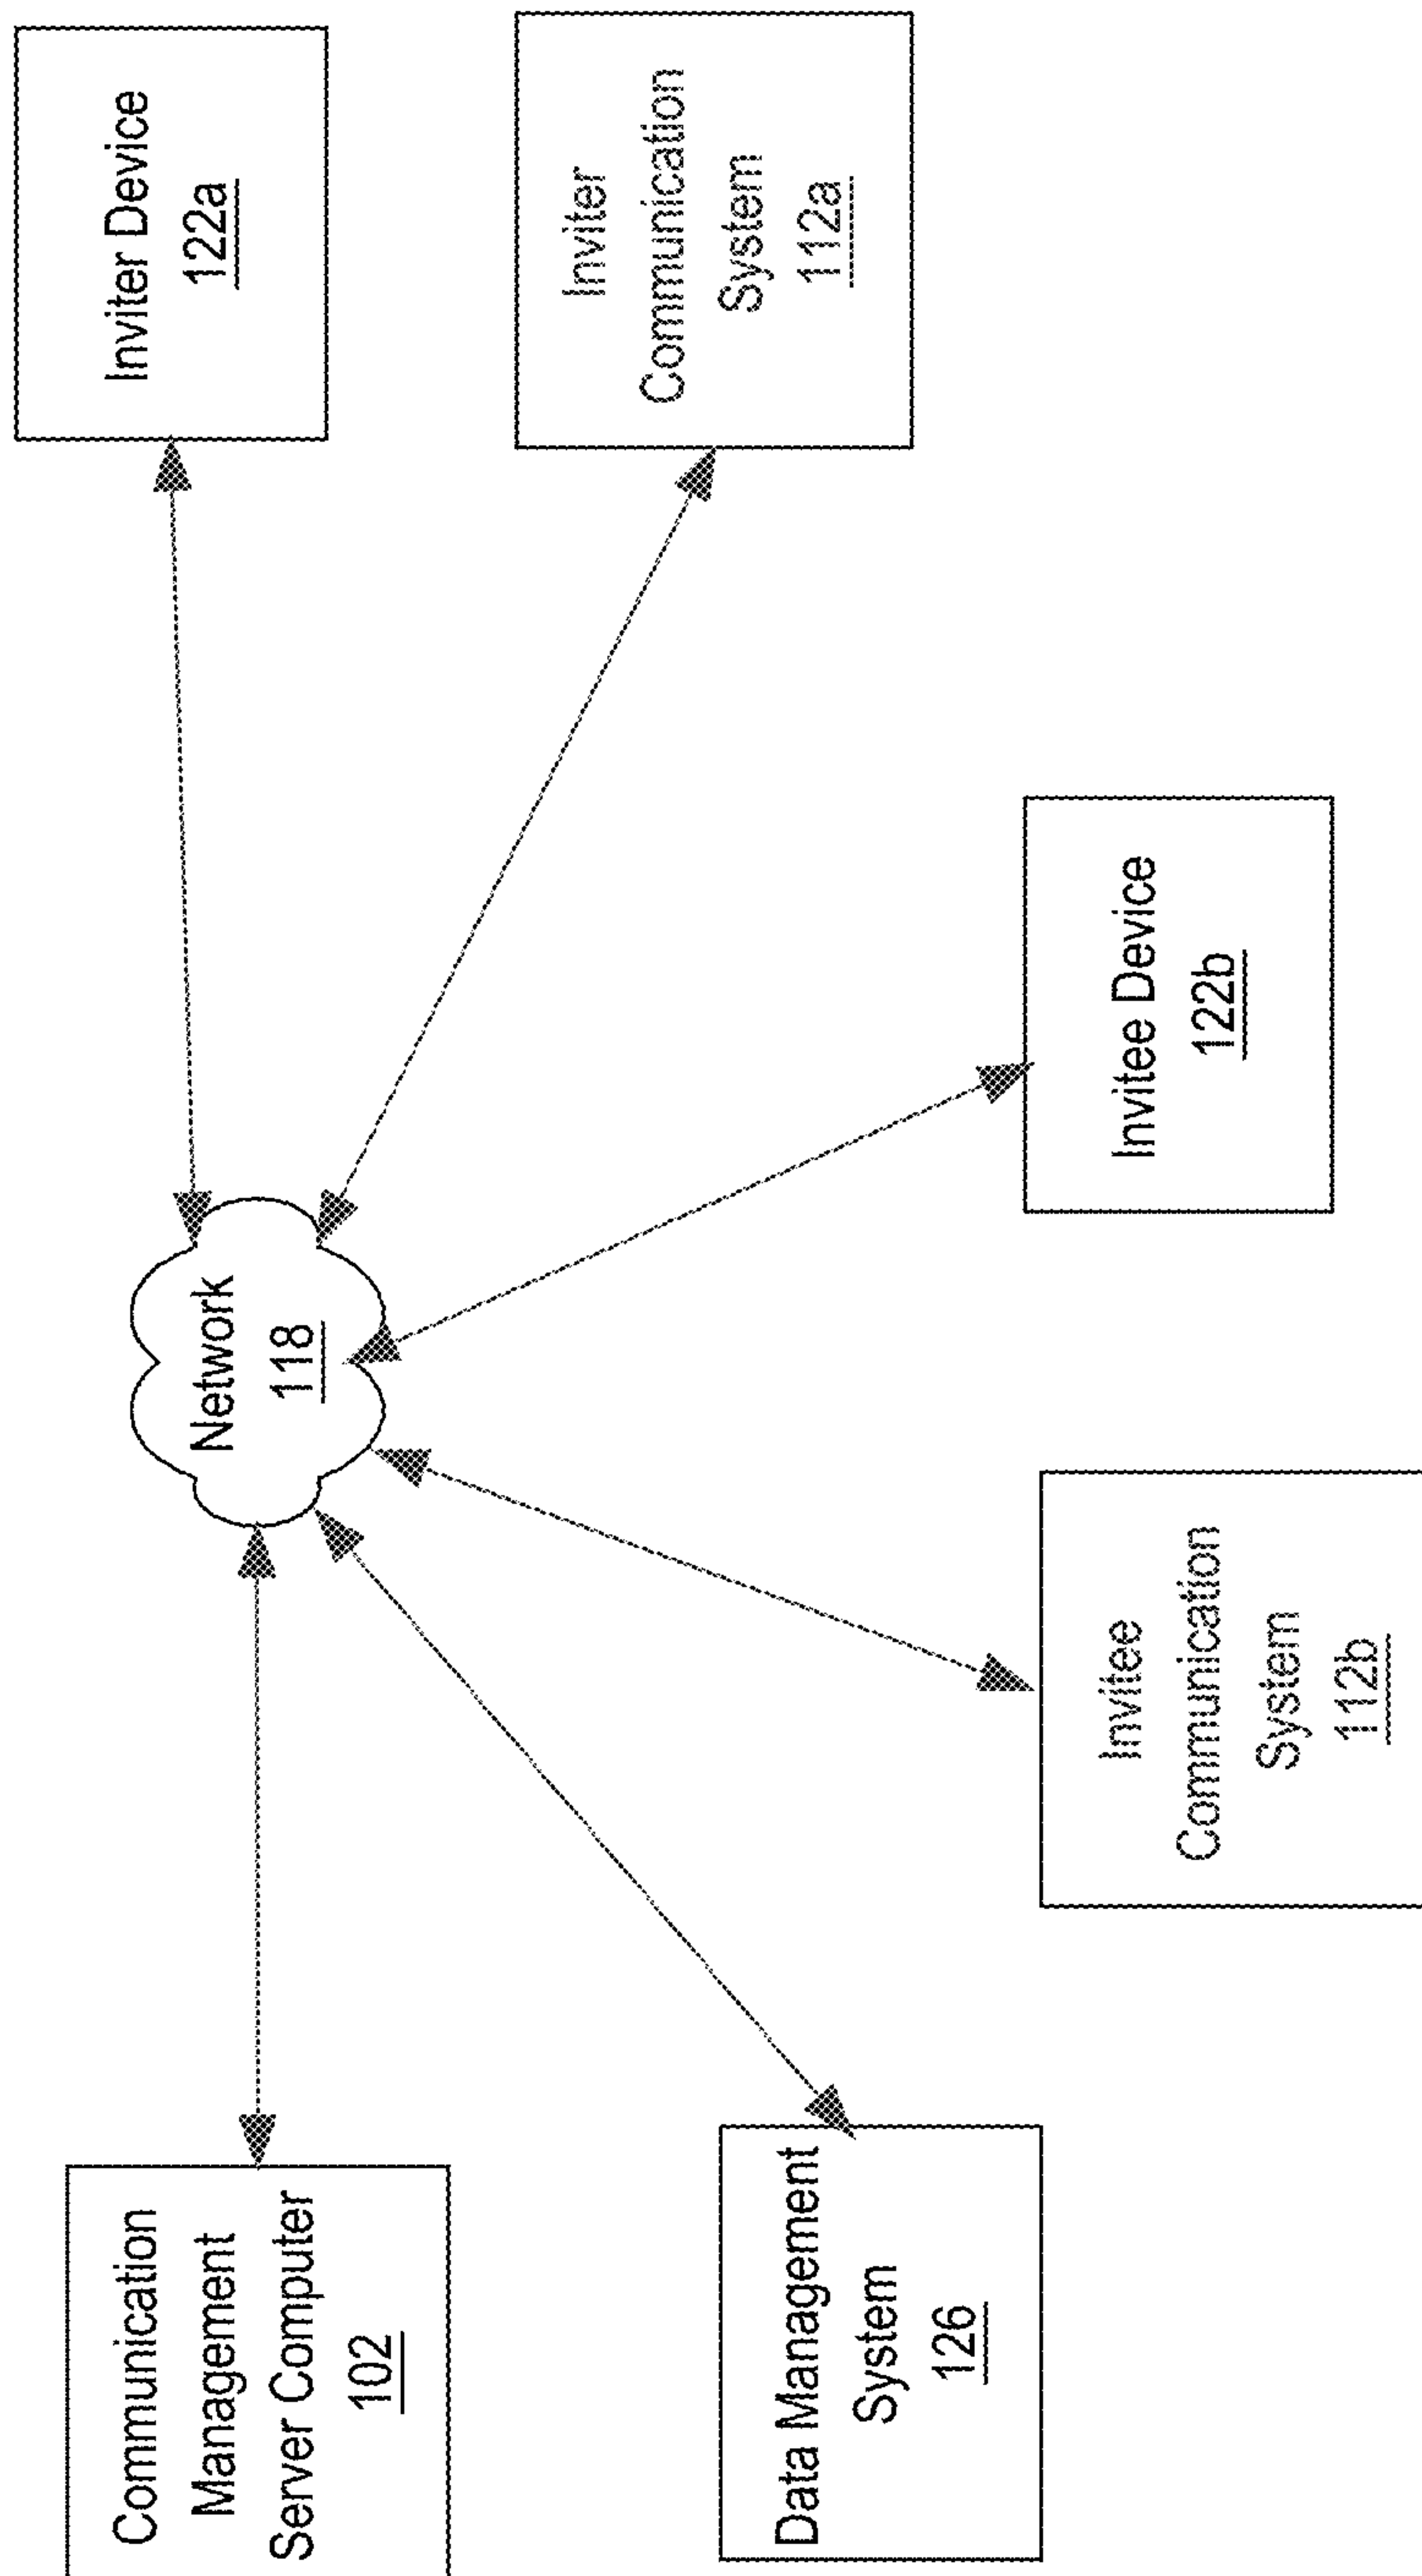 Communication
Management
Server Computer
102
Network
118
Inviter Device
122a
Inviter
Communication
System
112a
Data Management
System
126
Invitee
Communication
System
112b
Invitee Device
122b